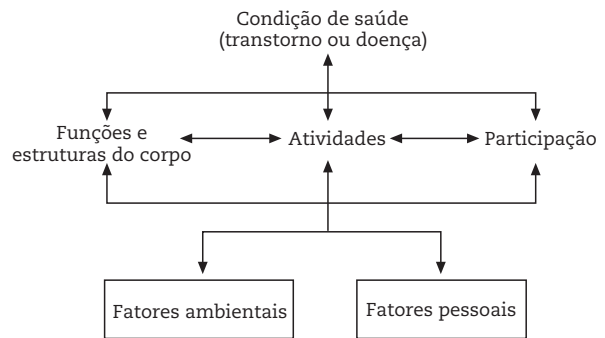 Condição de saúde
(transtorno ou doença)
Funções e
estruturas do corpo
Atividades
Participação
Fatores ambientais
Fatores pessoais